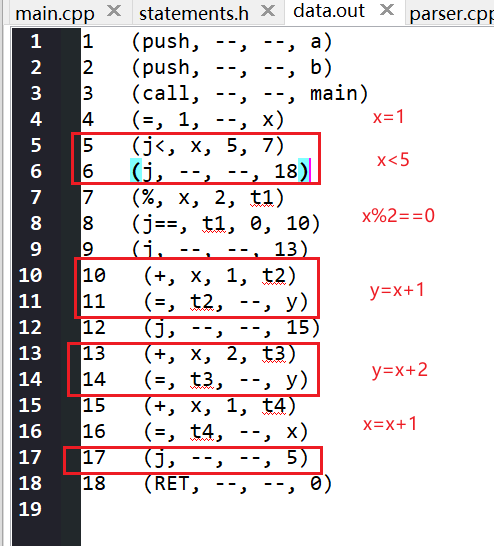 main.cpp statements.h data.out parser.cpp
1 1 (push, --, --, a)
2 2 (push, --, --, b)
3 3 (call, --, --, main)
4 4 (=, 1, --, x) x=1
5 5 (j<, x, 5, 7)
x<5
6 6 (j, --, --, 18)
7 7 (%, x, 2, t1)
8 8 (j==, t1, 0, 10) x%2==0
9 9 (j, --, --, 13)
10 10 (+, x, 1, t2)
11 11 (=, t2, --, y) y=x+1
12 12 (j, --, --, 15)
13 13 (+, x, 2, t3)
14 14 (=, t3, --, y) y=x+2
15 15 (+, x, 1, t4)
16 16 (=, t4, --, x) x=x+1
17 17 (j, --, --, 5)
18 18 (RET, --, --, 0)
19